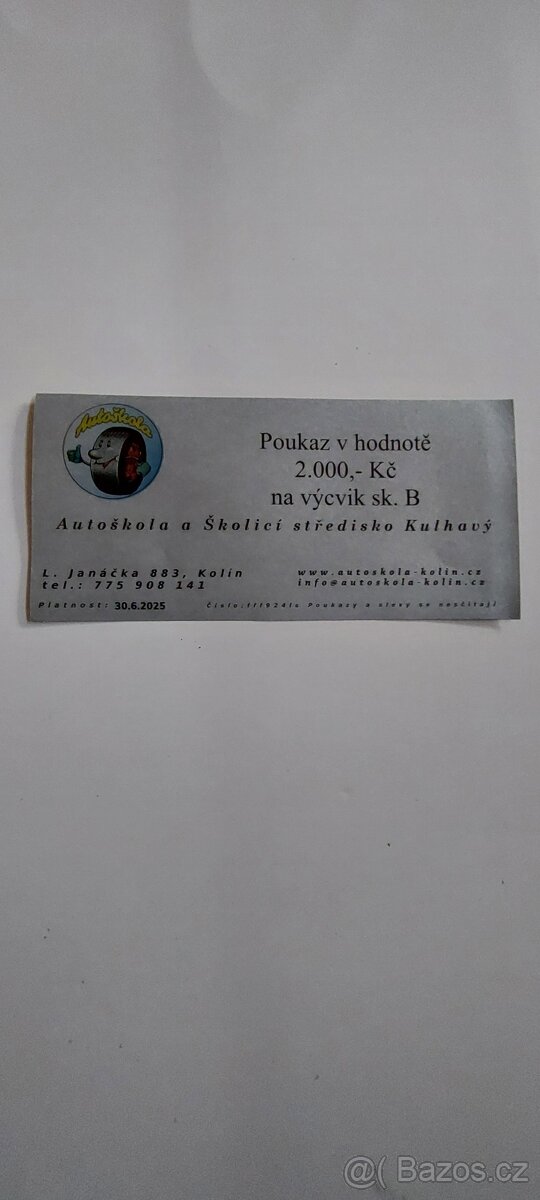 Autoškola
Poukaz v hodnotě
2.000,- Kč
na výcvik sk. B
Autoškola a Školicí středisko Kulhavý
L. Janáčka 883, Kolín
tel.: 775 908 141
www.autoskola-kolin.cz
info@autoskola-kolin.cz
Platnost: 30.6.2025
Číslo: Poukazy a slevy se nesčítají
@( Bazos.cz